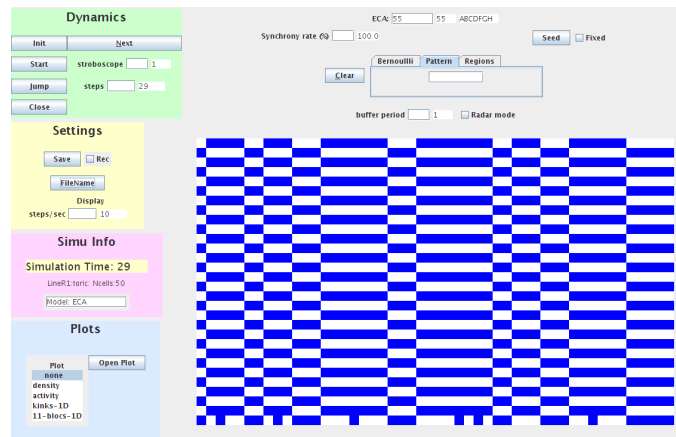 Dynamics
Init Next
Start stroboscope 1
Jump steps 29
Close
Settings
Save Rec
FileName
Display
steps/sec 10
Simu Info
Simulation Time: 29
LineR1:toric: Ncells:50
Model: ECA
Plots
Plot Open Plot
none
density
activity
kinks-1D
11-blocs-1D
ECA: 55 55 ABCDFGH
Synchrony rate (%) 100.0 Seed Fixed
Bernoullli Pattern Regions
Clear
buffer period 1 Radar mode